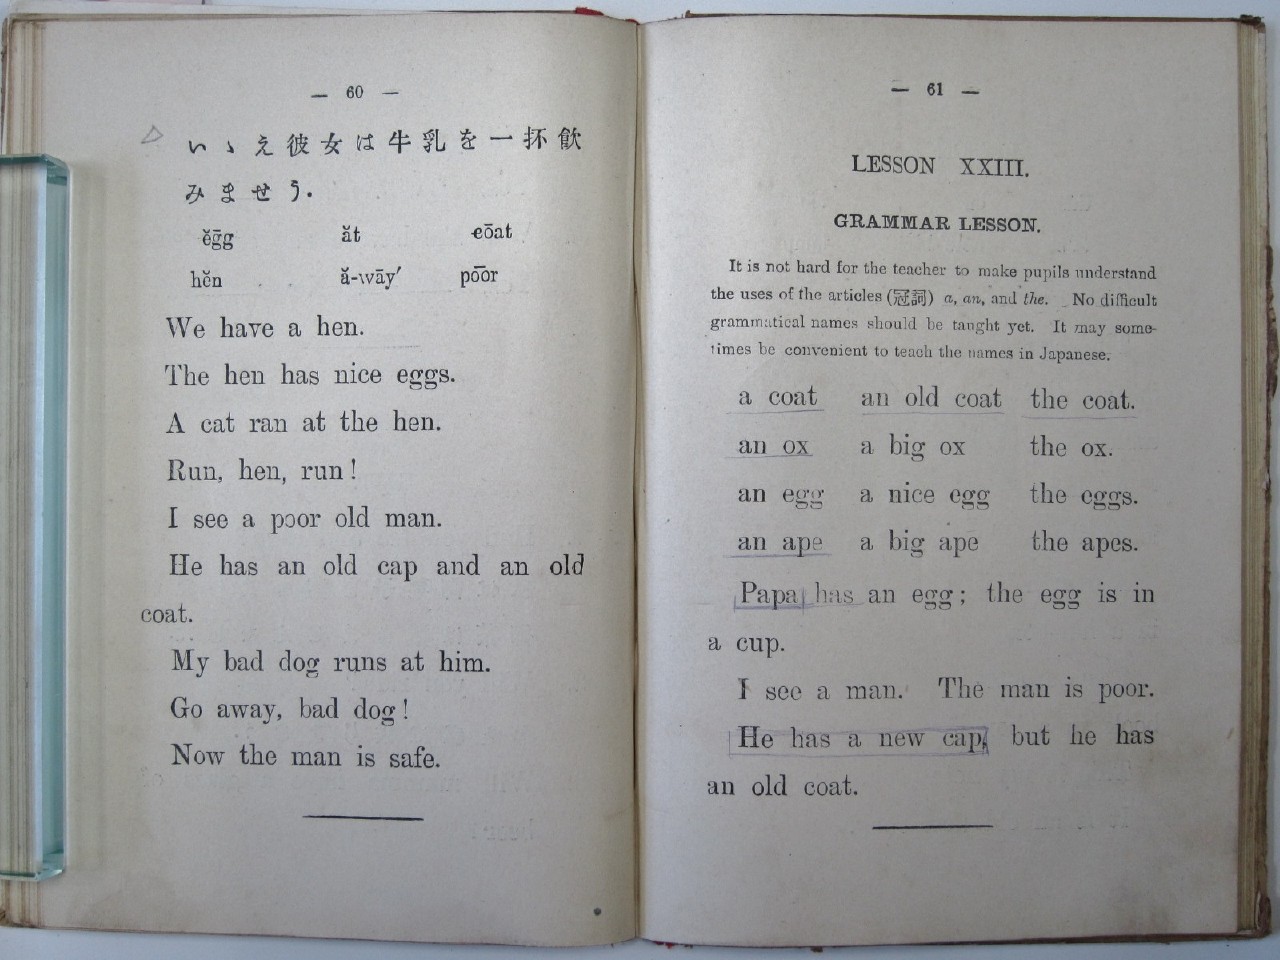 — 60 —
いゝえ彼女は牛乳を一抔飮
みませう.
ĕḡg ăt ꞓōat
hĕn ă-wāy′ po͞or
We have a hen.
The hen has nice eggs.
A cat ran at the hen.
Run, hen, run!
I see a poor old man.
He has an old cap and an old
coat.
My bad dog runs at him.
Go away, bad dog!
Now the man is safe.
— 61 —
LESSON XXIII.
GRAMMAR LESSON.
It is not hard for the teacher to make pupils understand
the uses of the articles (冠詞) a, an, and the. No difficult
grammatical names should be taught yet. It may some-
times be convenient to teach the names in Japanese.
a coat an old coat the coat.
an ox a big ox the ox.
an egg a nice egg the eggs.
an ape a big ape the apes.
Papa has an egg; the egg is in
a cup.
I see a man. The man is poor.
He has a new cap, but he has
an old coat.